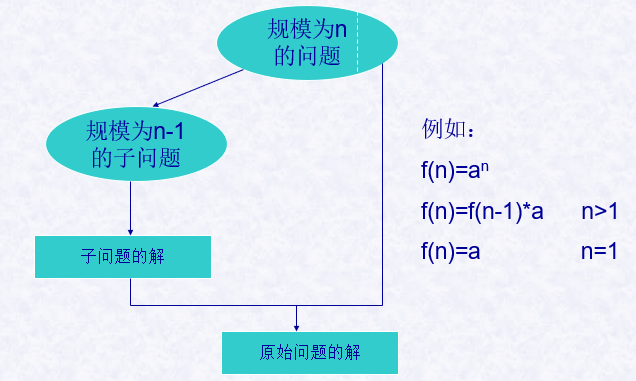 规模为n
的问题
规模为n-1
的子问题
子问题的解
原始问题的解
例如：
f(n)=aⁿ
f(n)=f(n-1)*a n>1
f(n)=a n=1